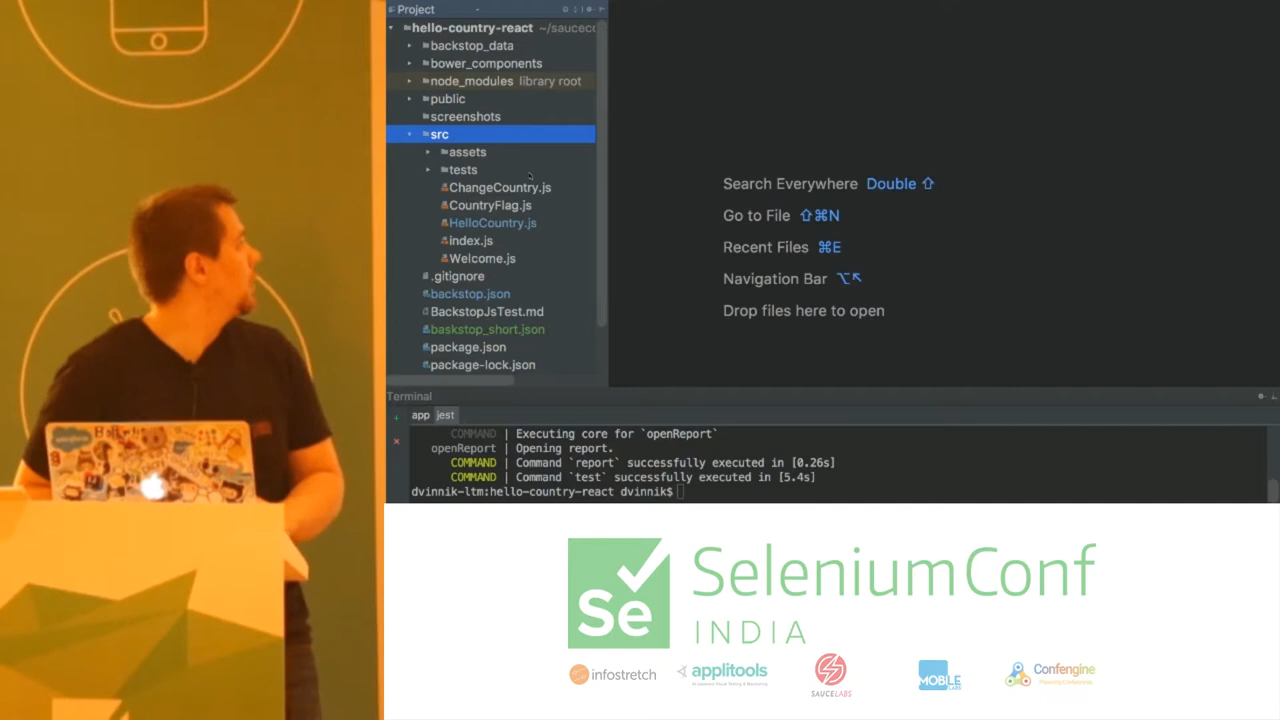 Project
hello-country-react ~/sauceco
backstop_data
bower_components
node_modules library root
public
screenshots
src
assets
tests
ChangeCountry.js
CountryFlag.js
HelloCountry.js
index.js
Welcome.js
.gitignore
backstop.json
BackstopJsTest.md
baskstop_short.json
package.json
package-lock.json
Search Everywhere Double ⇧
Go to File ⇧⌘N
Recent Files ⌘E
Navigation Bar ⌥↖
Drop files here to open
Terminal
app jest
COMMAND | Executing core for `openReport`
openReport | Opening report.
COMMAND | Command `report` successfully executed in [0.26s]
COMMAND | Command `test` successfully executed in [5.4s]
dvinnik-ltm:hello-country-react dvinnik$
Se SeleniumConf
INDIA
infostretch
applitools
SAUCELABS
MOBILE LABS
Confengine